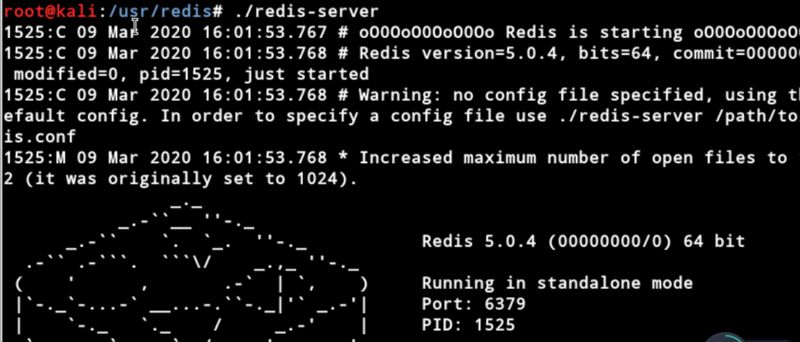 root@kali:/usr/redis# ./redis-server
1525:C 09 Mar 2020 16:01:53.767 # oO0OoO0OoO0Oo Redis is starting oO0OoO0OoO
1525:C 09 Mar 2020 16:01:53.768 # Redis version=5.0.4, bits=64, commit=00000
modified=0, pid=1525, just started
1525:C 09 Mar 2020 16:01:53.768 # Warning: no config file specified, using
efault config. In order to specify a config file use ./redis-server /path/to
is.conf
1525:M 09 Mar 2020 16:01:53.768 * Increased maximum number of open files to
2 (it was originally set to 1024).
Redis 5.0.4 (00000000/0) 64 bit
Running in standalone mode
Port: 6379
PID: 1525